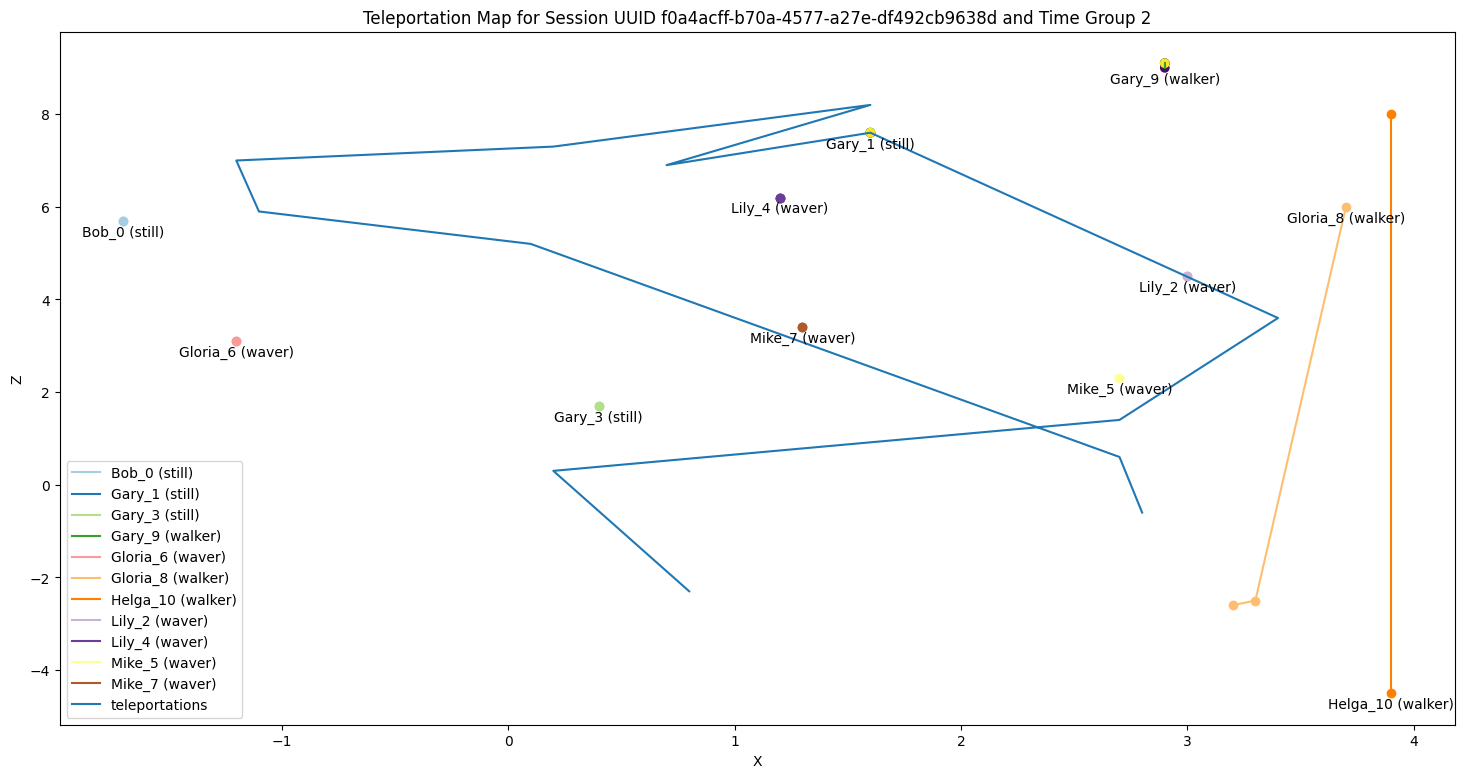 Teleportation Map for Session UUID f0a4acff-b70a-4577-a27e-df492cb9638d and Time Group 2
Gary_9 (walker)
8
Gary_1 (still)
Lily_4 (waver)
6
Gloria_8 (walker)
Bob_0 (still)
Lily_2 (waver)
4
Mike_7 (waver)
Gloria_6 (waver)
Z
2
Mike_5 (waver)
Gary_3 (still)
0
−2
−4
Helga_10 (walker)
Bob_0 (still)
Gary_1 (still)
Gary_3 (still)
Gary_9 (walker)
Gloria_6 (waver)
Gloria_8 (walker)
Helga_10 (walker)
Lily_2 (waver)
Lily_4 (waver)
Mike_5 (waver)
Mike_7 (waver)
teleportations
−1 0 1 2 3 4
X